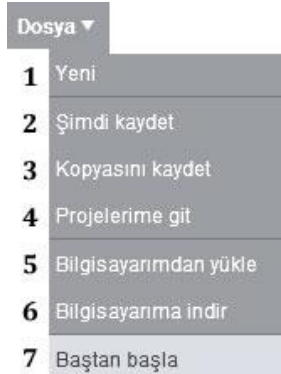 Dosya ▼
1 Yeni
2 Şimdi kaydet
3 Kopyasını kaydet
4 Projelerime git
5 Bilgisayarımdan yükle
6 Bilgisayarıma indir
7 Baştan başla